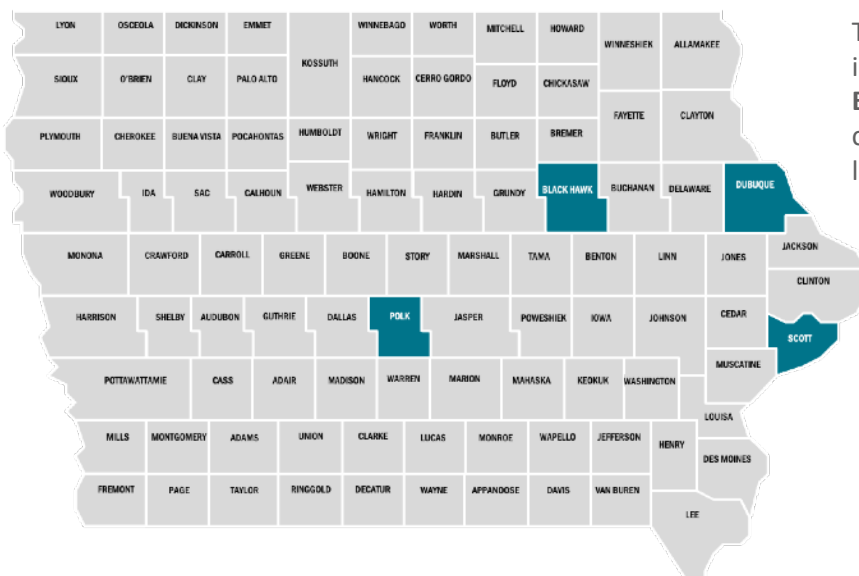 LYON OSCEOLA DICKINSON EMMET WINNEBAGO WORTH MITCHELL HOWARD
WINNESHIEK ALLAMAKEE
KOSSUTH
SIOUX O'BRIEN CLAY PALO ALTO HANCOCK CERRO GORDO FLOYD CHICKASAW
FAYETTE CLAYTON
PLYMOUTH CHEROKEE BUENA VISTA POCAHONTAS HUMBOLDT WRIGHT FRANKLIN BUTLER BREMER
WOODBURY IDA SAC CALHOUN WEBSTER HAMILTON HARDIN GRUNDY BLACK HAWK BUCHANAN DELAWARE DUBUQUE
MONONA CRAWFORD CARROLL GREENE BOONE STORY MARSHALL TAMA BENTON LINN JONES JACKSON
CLINTON
HARRISON SHELBY AUDUBON GUTHRIE DALLAS POLK JASPER POWESHIEK IOWA JOHNSON CEDAR
SCOTT
MUSCATINE
POTTAWATTAMIE CASS ADAIR MADISON WARREN MARION MAHASKA KEOKUK WASHINGTON
LOUISA
MILLS MONTGOMERY ADAMS UNION CLARKE LUCAS MONROE WAPELLO JEFFERSON HENRY
DES MOINES
FREMONT PAGE TAYLOR RINGGOLD DECATUR WAYNE APPANOOSE DAVIS VAN BUREN
LEE